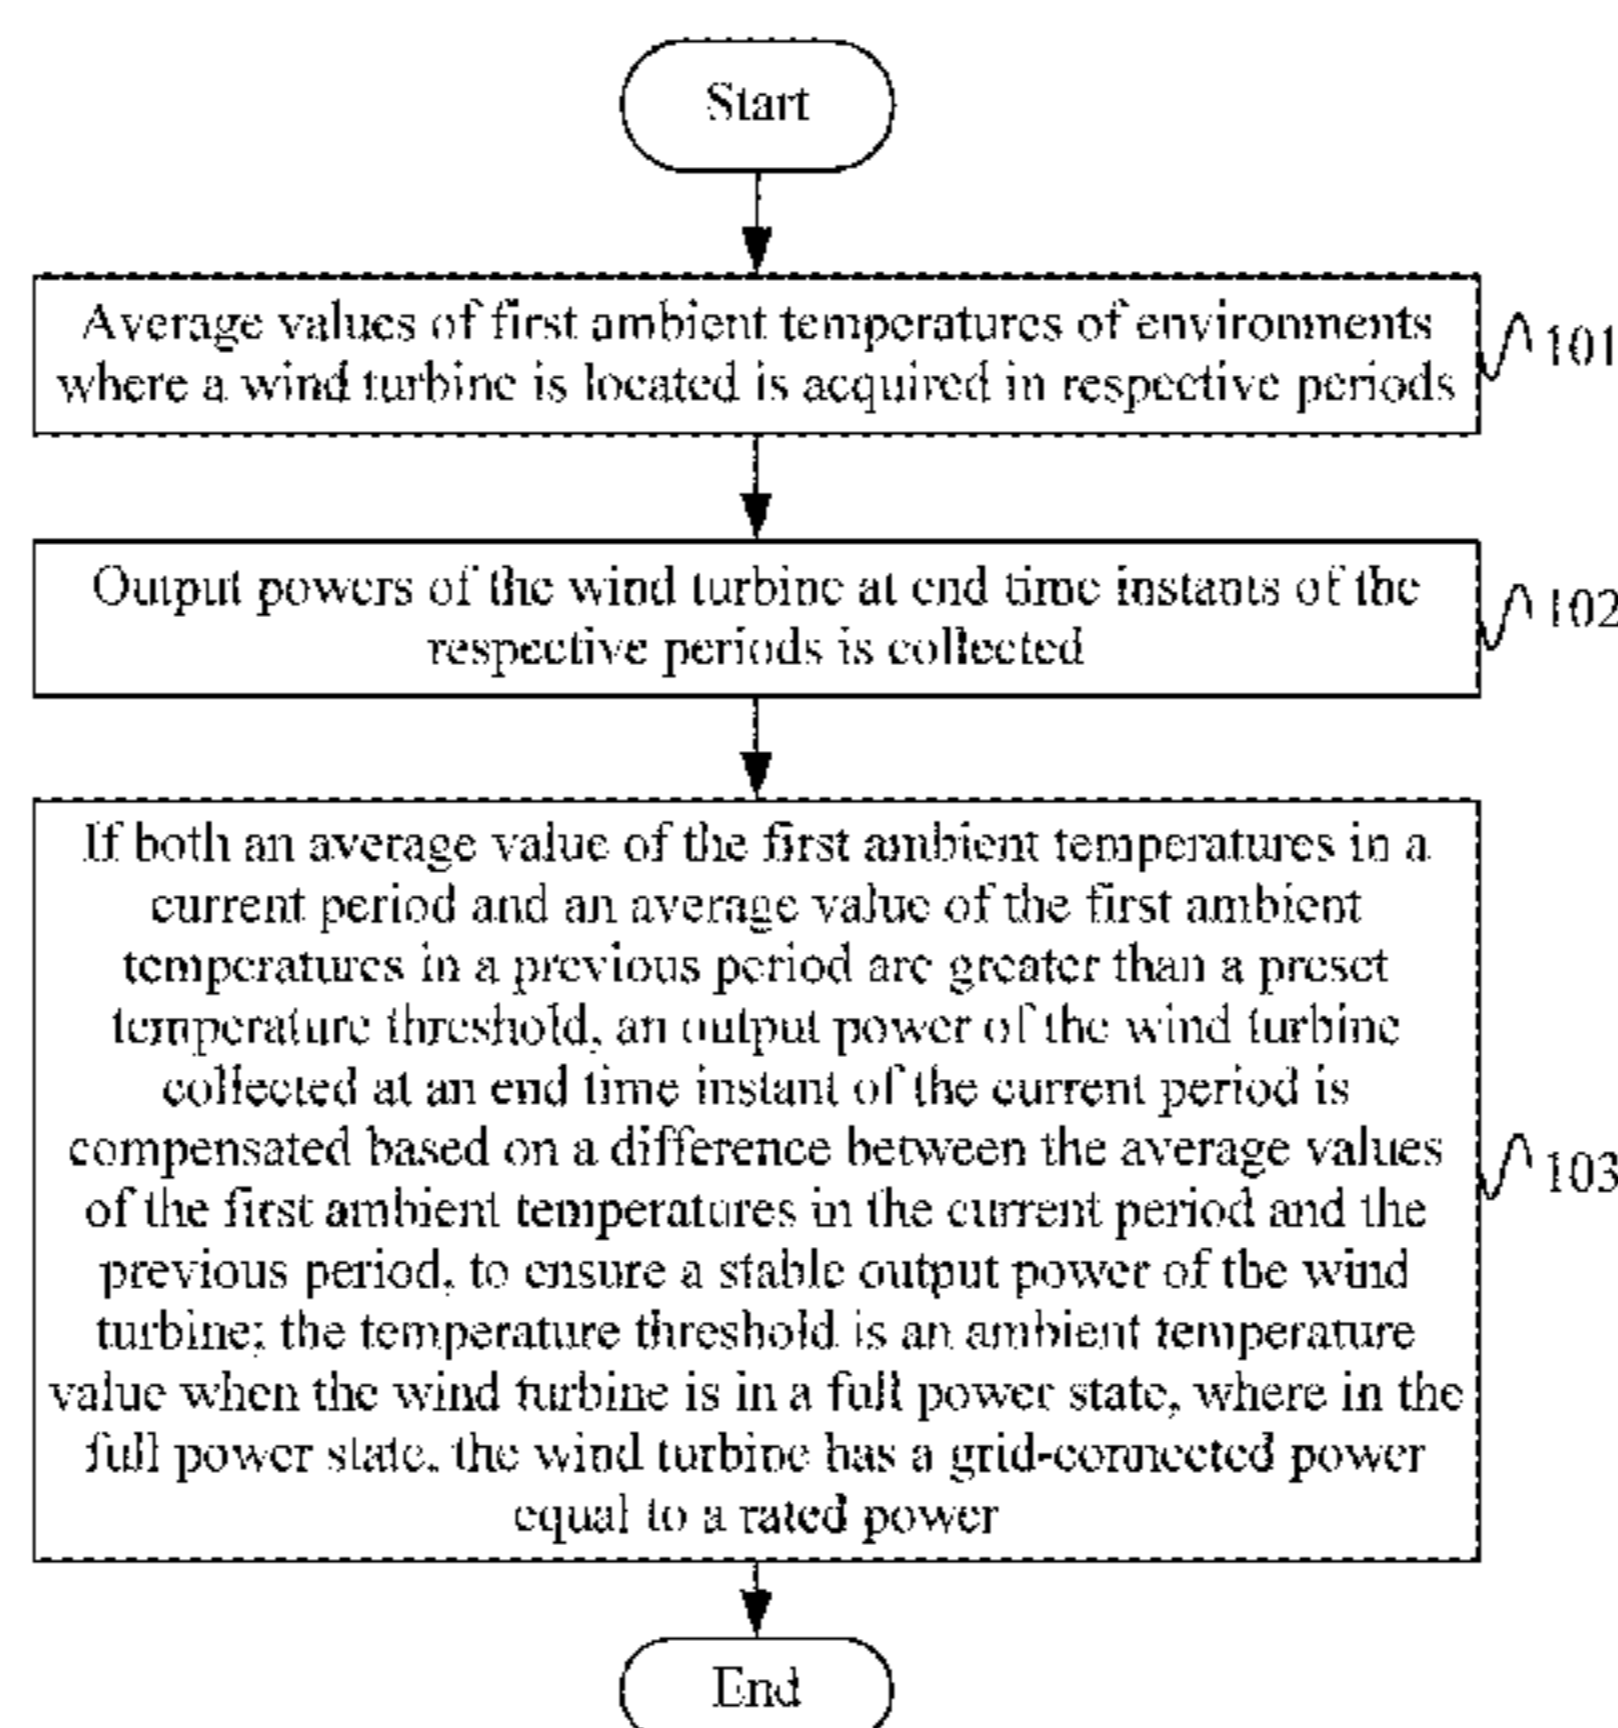 Start
Average values of first ambient temperatures of environments
where a wind turbine is located is acquired in respective periods
101
Output powers of the wind turbine at end time instants of the
respective periods is collected
102
If both an average value of the first ambient temperatures in a
current period and an average value of the first ambient
temperatures in a previous period are greater than a preset
temperature threshold, an output power of the wind turbine
collected at an end time instant of the current period is
compensated based on a difference between the average values
of the first ambient temperatures in the current period and the
previous period, to ensure a stable output power of the wind
turbine; the temperature threshold is an ambient temperature
value when the wind turbine is in a full power state, where in the
full power state, the wind turbine has a grid-connected power
equal to a rated power
103
End